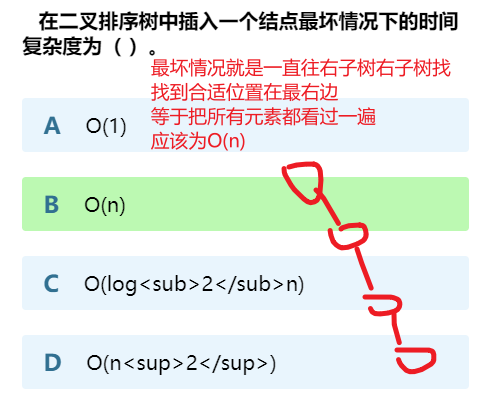 在二叉排序树中插入一个结点最坏情况下的时间
复杂度为（ ）。
最坏情况就是一直往右子树右子树找
找到合适位置在最右边
等于把所有元素都看过一遍
应该为O(n)
A O(1)
B O(n)
C O(log<sub>2</sub>n)
D O(n<sup>2</sup>)